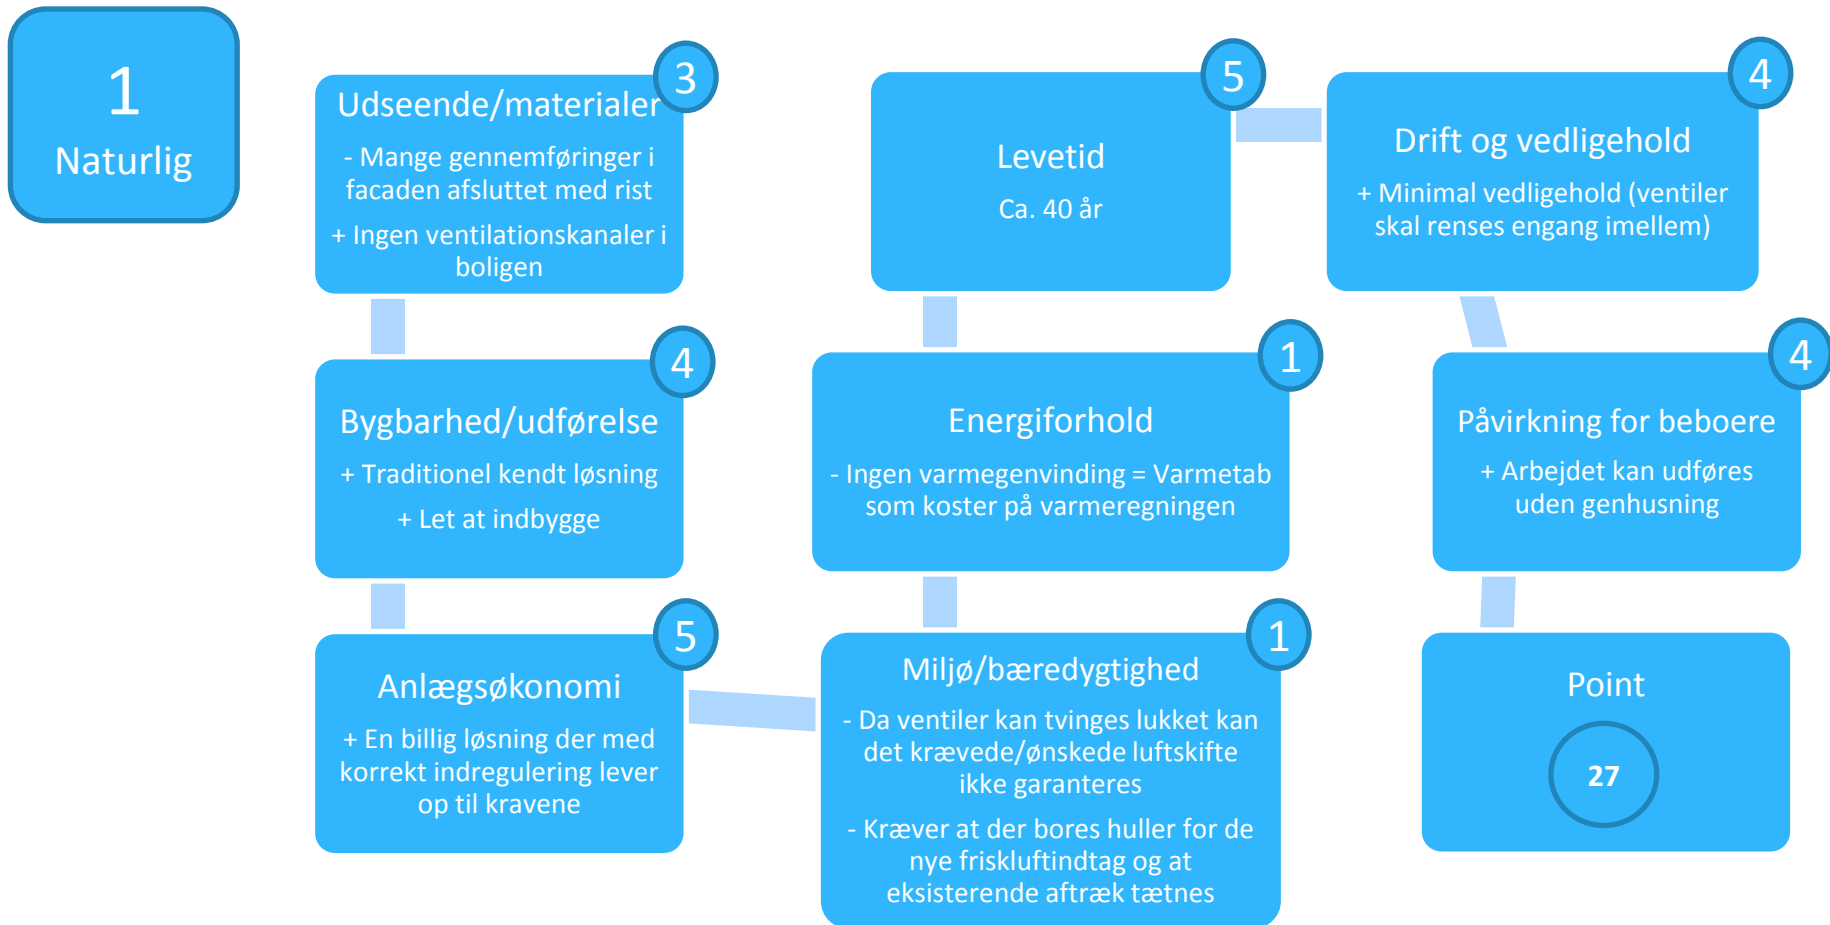 1
Naturlig
3
Udseende/materialer
- Mange gennemføringer i
facaden afsluttet med rist
+ Ingen ventilationskanaler i
boligen
4
Bygbarhed/udførelse
+ Traditionel kendt løsning
+ Let at indbygge
5
Anlægsøkonomi
+ En billig løsning der med
korrekt indregulering lever
op til kravene
1
Miljø/bæredygtighed
- Da ventiler kan tvinges lukket kan
det krævede/ønskede luftskifte
ikke garanteres
- Kræver at der bores huller for de
nye friskluftindtag og at
eksisterende aftræk tætnes
1
Energiforhold
- Ingen varmegenvinding = Varmetab
som koster på varmeregningen
5
Levetid
Ca. 40 år
4
Drift og vedligehold
+ Minimal vedligehold (ventiler
skal renses engang imellem)
4
Påvirkning for beboere
+ Arbejdet kan udføres
uden genhusning
Point
27